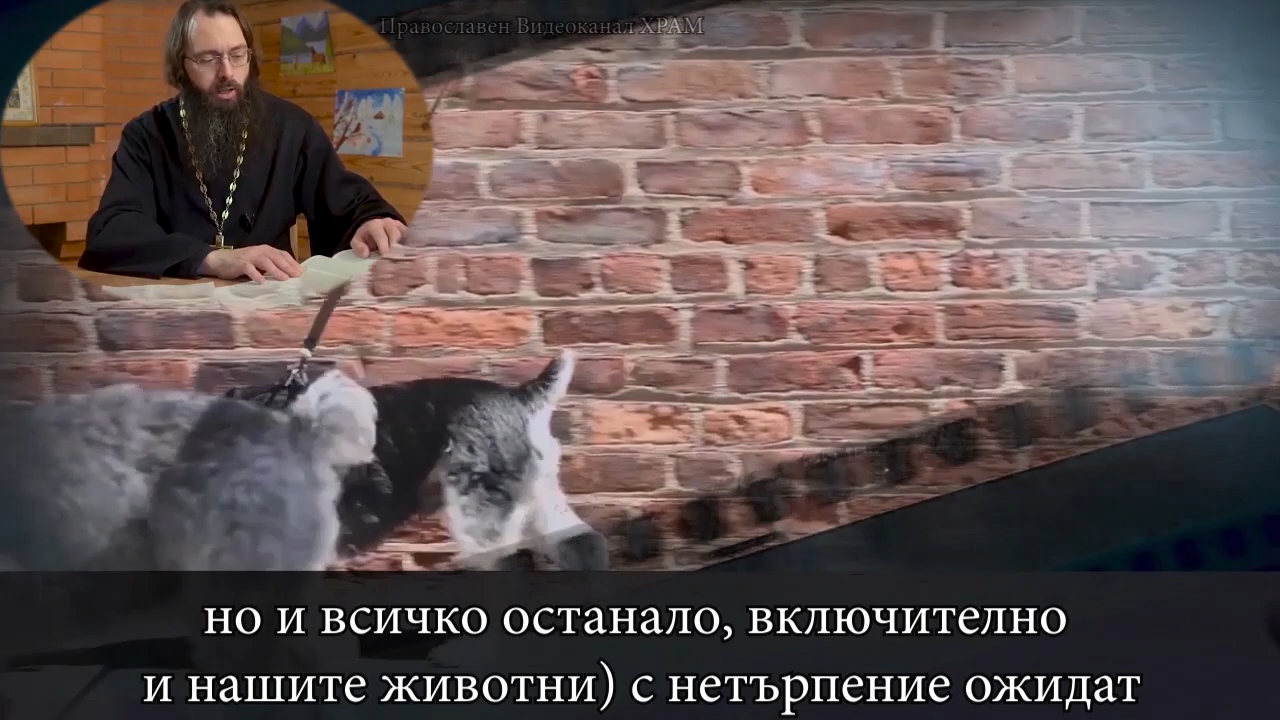 Православен Видеоканал ХРАМ
но и всичко останало, включително
и нашите животни) с нетърпение ожидат